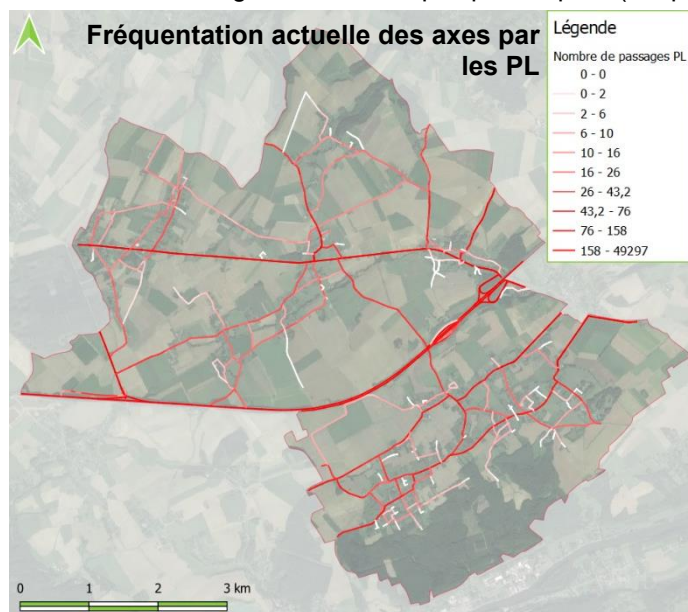 Fréquentation actuelle des axes par
les PL
Légende
Nombre de passages PL
0 - 0
0 - 2
2 - 6
6 - 10
10 - 16
16 - 26
26 - 43,2
43,2 - 76
76 - 158
158 - 49297
0 1 2 3 km